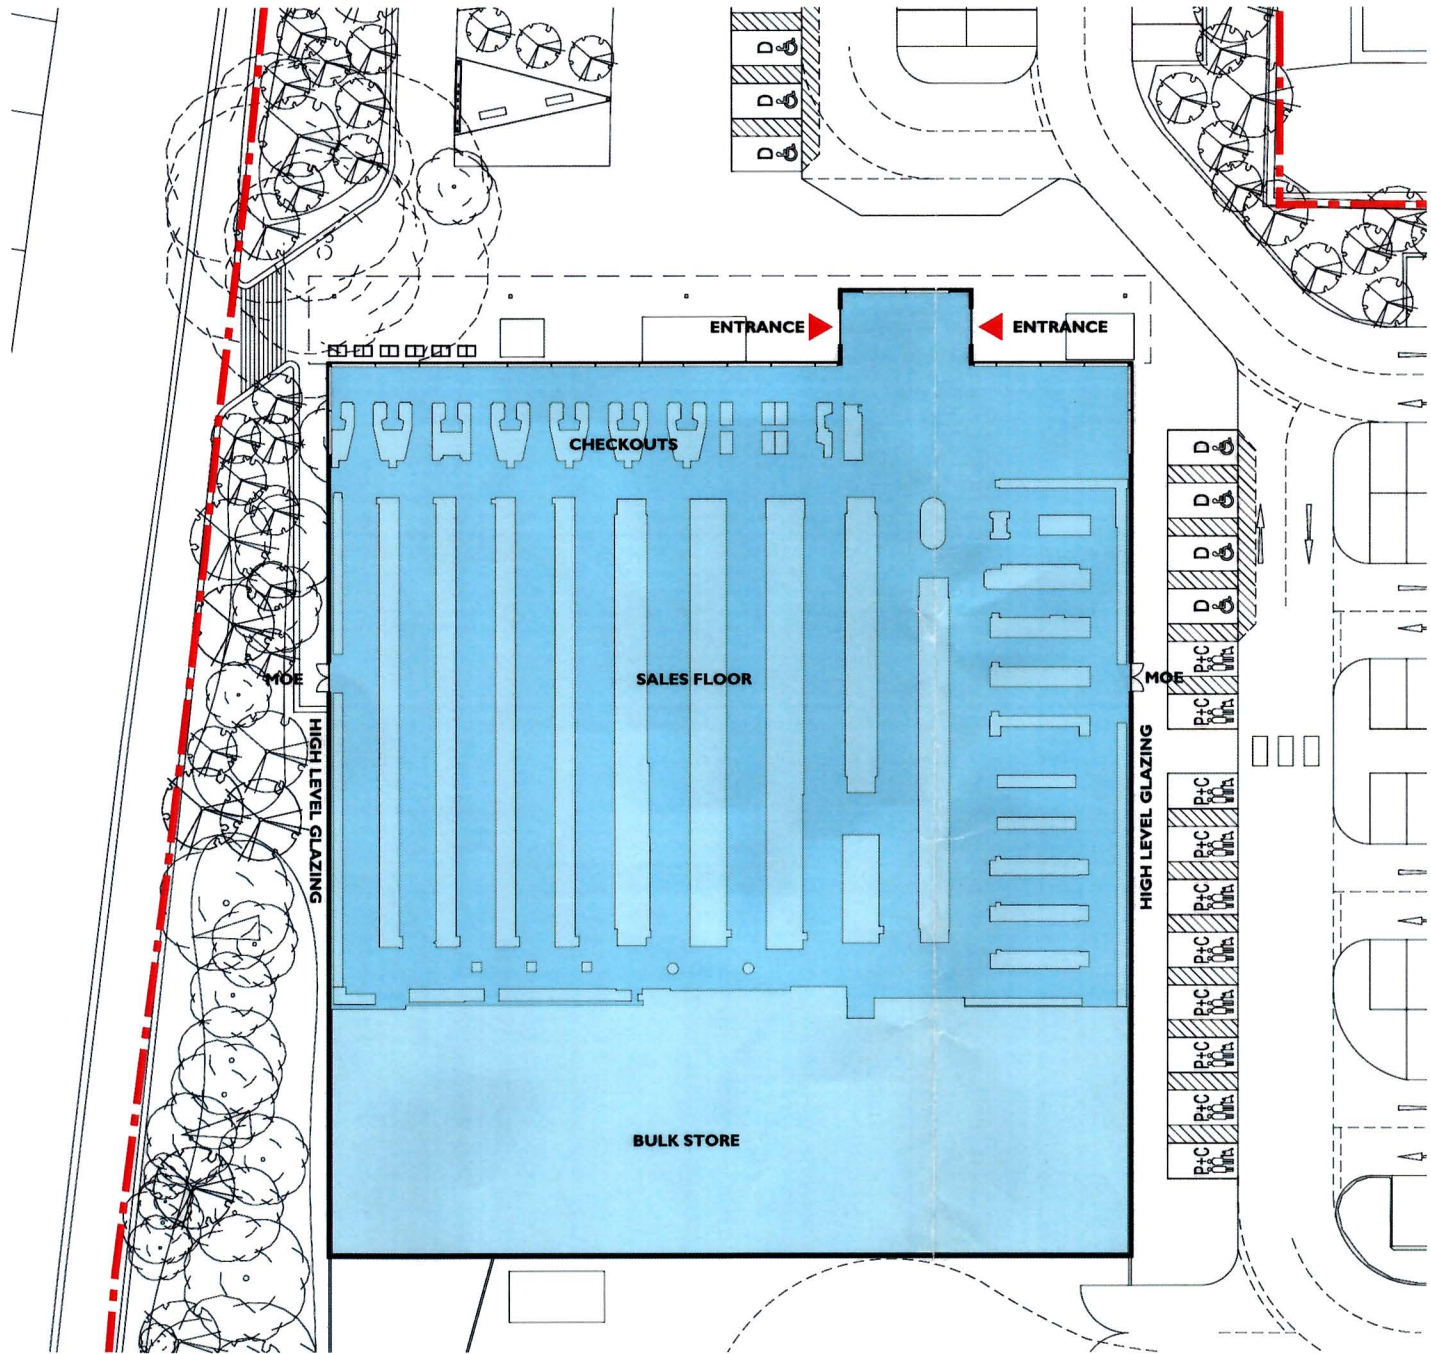 D
D
D
ENTRANCE
ENTRANCE
CHECKOUTS
D
D
D
D
MOE
SALES FLOOR
MOE
P+C
P+C
HIGH LEVEL GLAZING
HIGH LEVEL GLAZING
P+C
P+C
P+C
P+C
P+C
P+C
P+C
P+C
BULK STORE